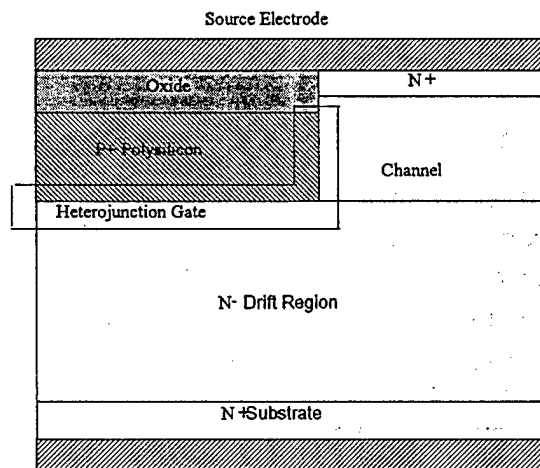 Source Electrode
Oxide
N+
P+ Polysilicon
Channel
Heterojunction Gate
N- Drift Region
N+Substrate